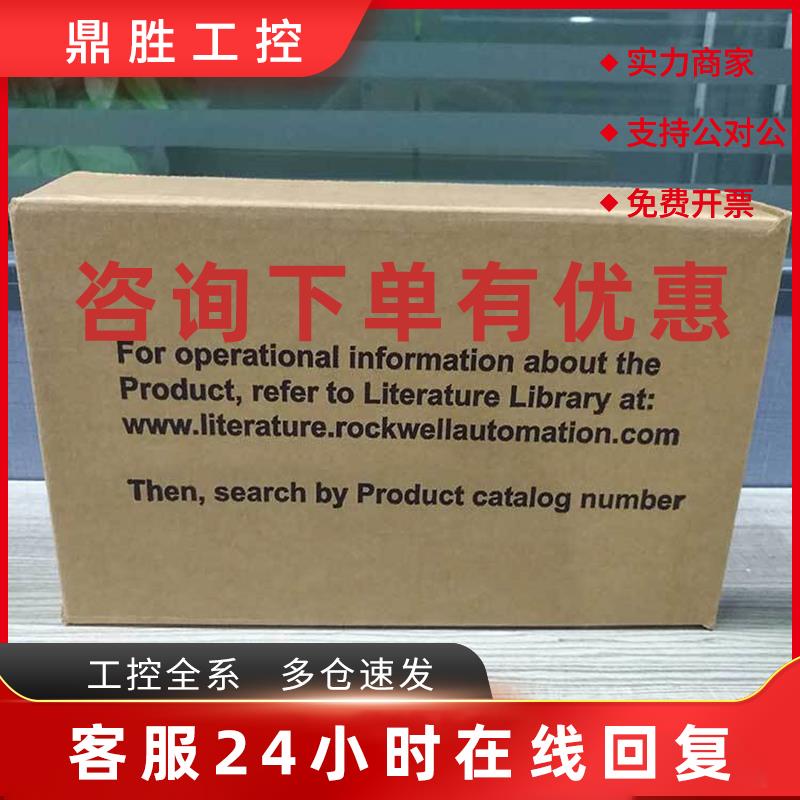 鼎胜工控
◆ 实力商家
◆ 支持公对公
◆ 免费开票
咨询下单有优惠
For operational information about the
Product, refer to Literature Library at:
www.literature.rockwellautomation.com
Then, search by Product catalog number
工控全系 多仓速发
客服24小时在线回复